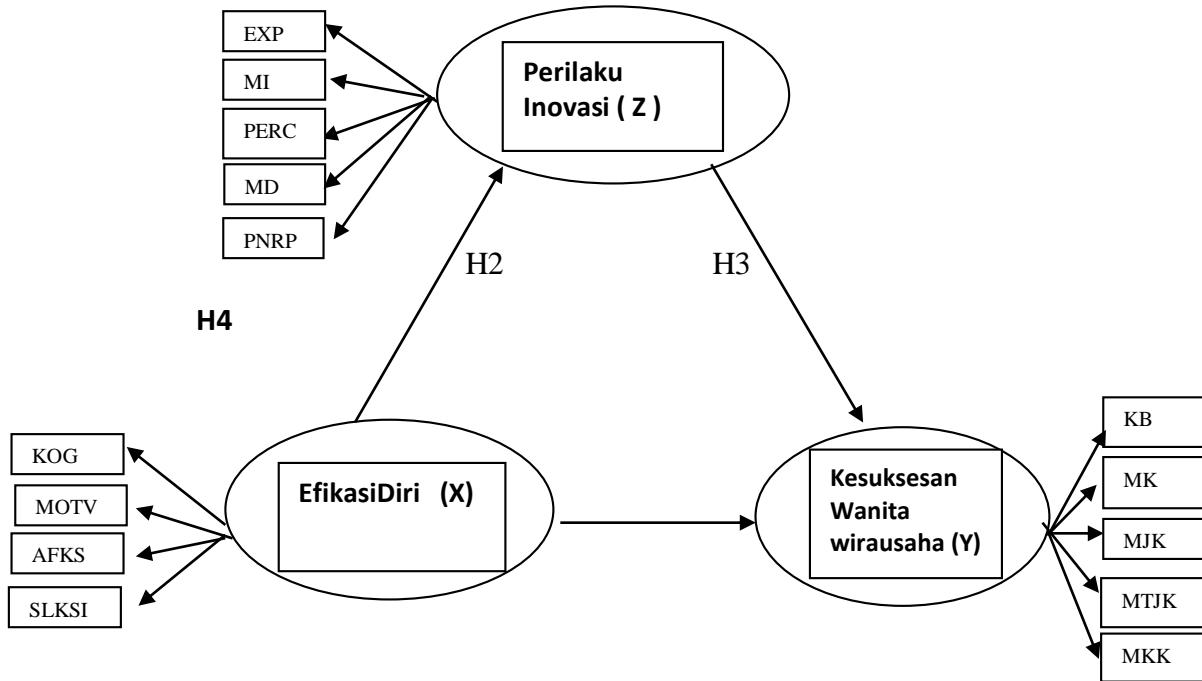 EXP
MI
PERC
MD
PNRP
Perilaku
Inovasi ( Z )
H2
H3
H4
KOG
MOTV
AFKS
SLKSI
EfikasiDiri (X)
Kesuksesan
Wanita
wirausaha (Y)
KB
MK
MJK
MTJK
MKK